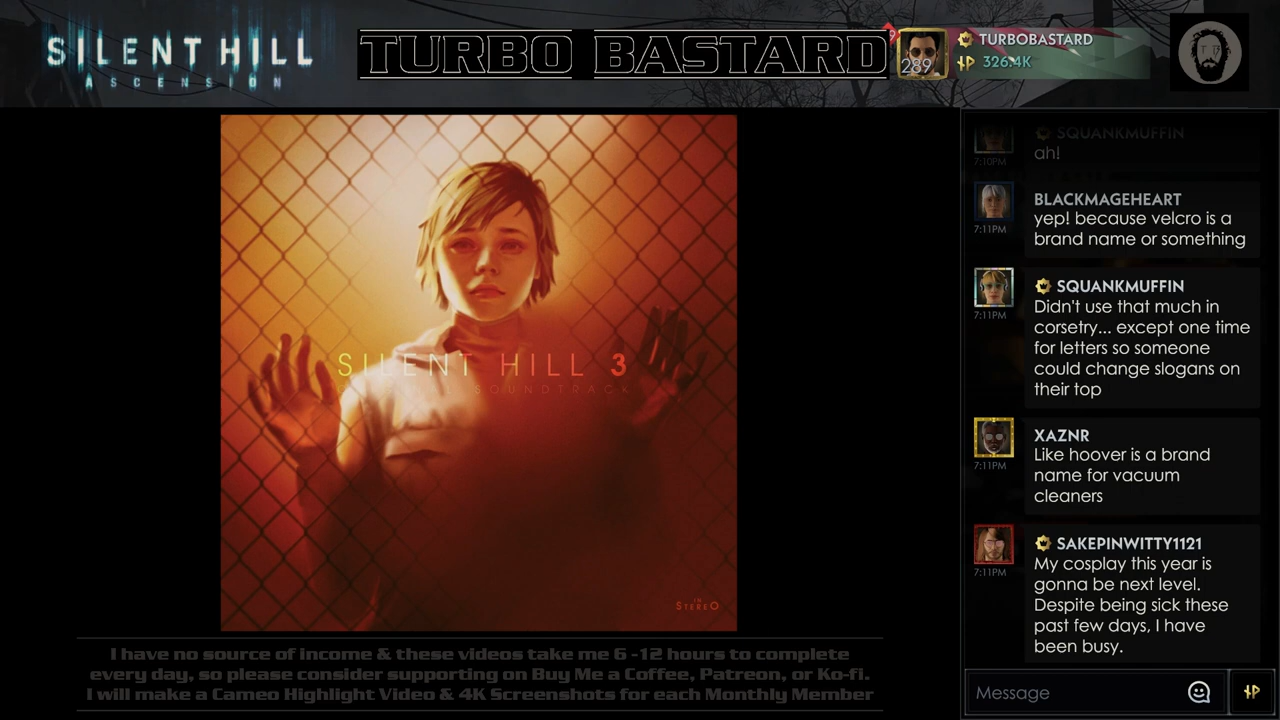 SILENT HILL
ASCENSION
TURBO BASTARD
289
TURBOBASTARD
326.4K
SQUANKMUFFIN
ah!
7:10PM
BLACKMAGEHEART
yep! because velcro is a
brand name or something
7:11PM
SQUANKMUFFIN
Didn't use that much in
corsetry... except one time
for letters so someone
could change slogans on
their top
7:11PM
XAZNR
Like hoover is a brand
name for vacuum
cleaners
7:11PM
SAKEPINWITTY1121
My cosplay this year is
gonna be next level.
Despite being sick these
past few days, I have
been busy.
7:11PM
Message
SILENT HILL 3
SOUNDTRACK
IN
STEREO
I have no source of income & these videos take me 6 -12 hours to complete
every day, so please consider supporting on Buy Me a Coffee, Patreon, or Ko-fi.
I will make a Cameo Highlight Video & 4K Screenshots for each Monthly Member